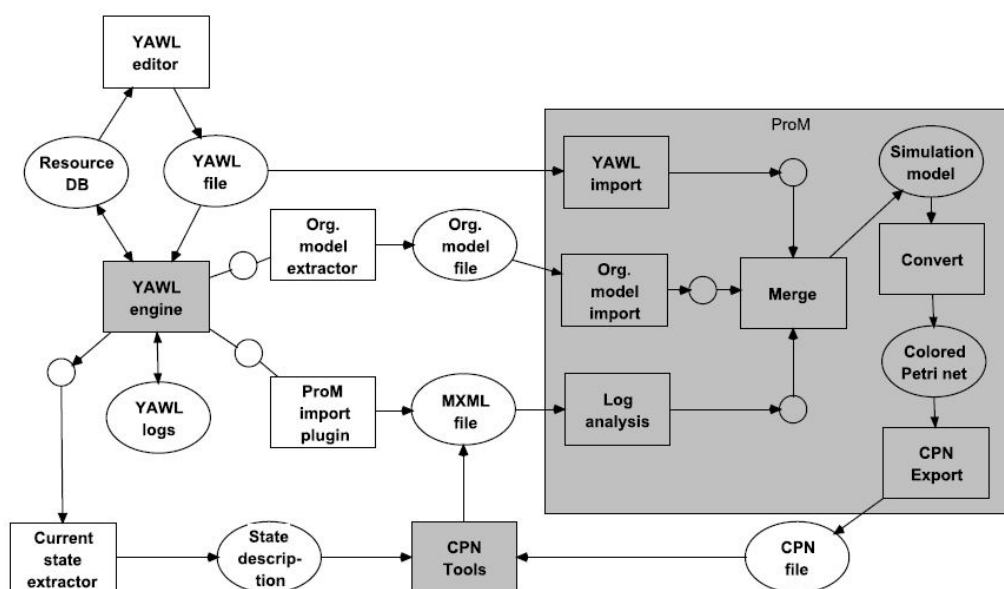 YAWL
editor
Resource
DB
YAWL
file
YAWL
engine
Org.
model
extractor
Org.
model
file
YAWL
logs
ProM
import
plugin
MXML
file
Current
state
extractor
State
descrip-
tion
CPN
Tools
ProM
YAWL
import
Org.
model
import
Log
analysis
Merge
Simulation
model
Convert
Colored
Petri net
CPN
Export
CPN
file